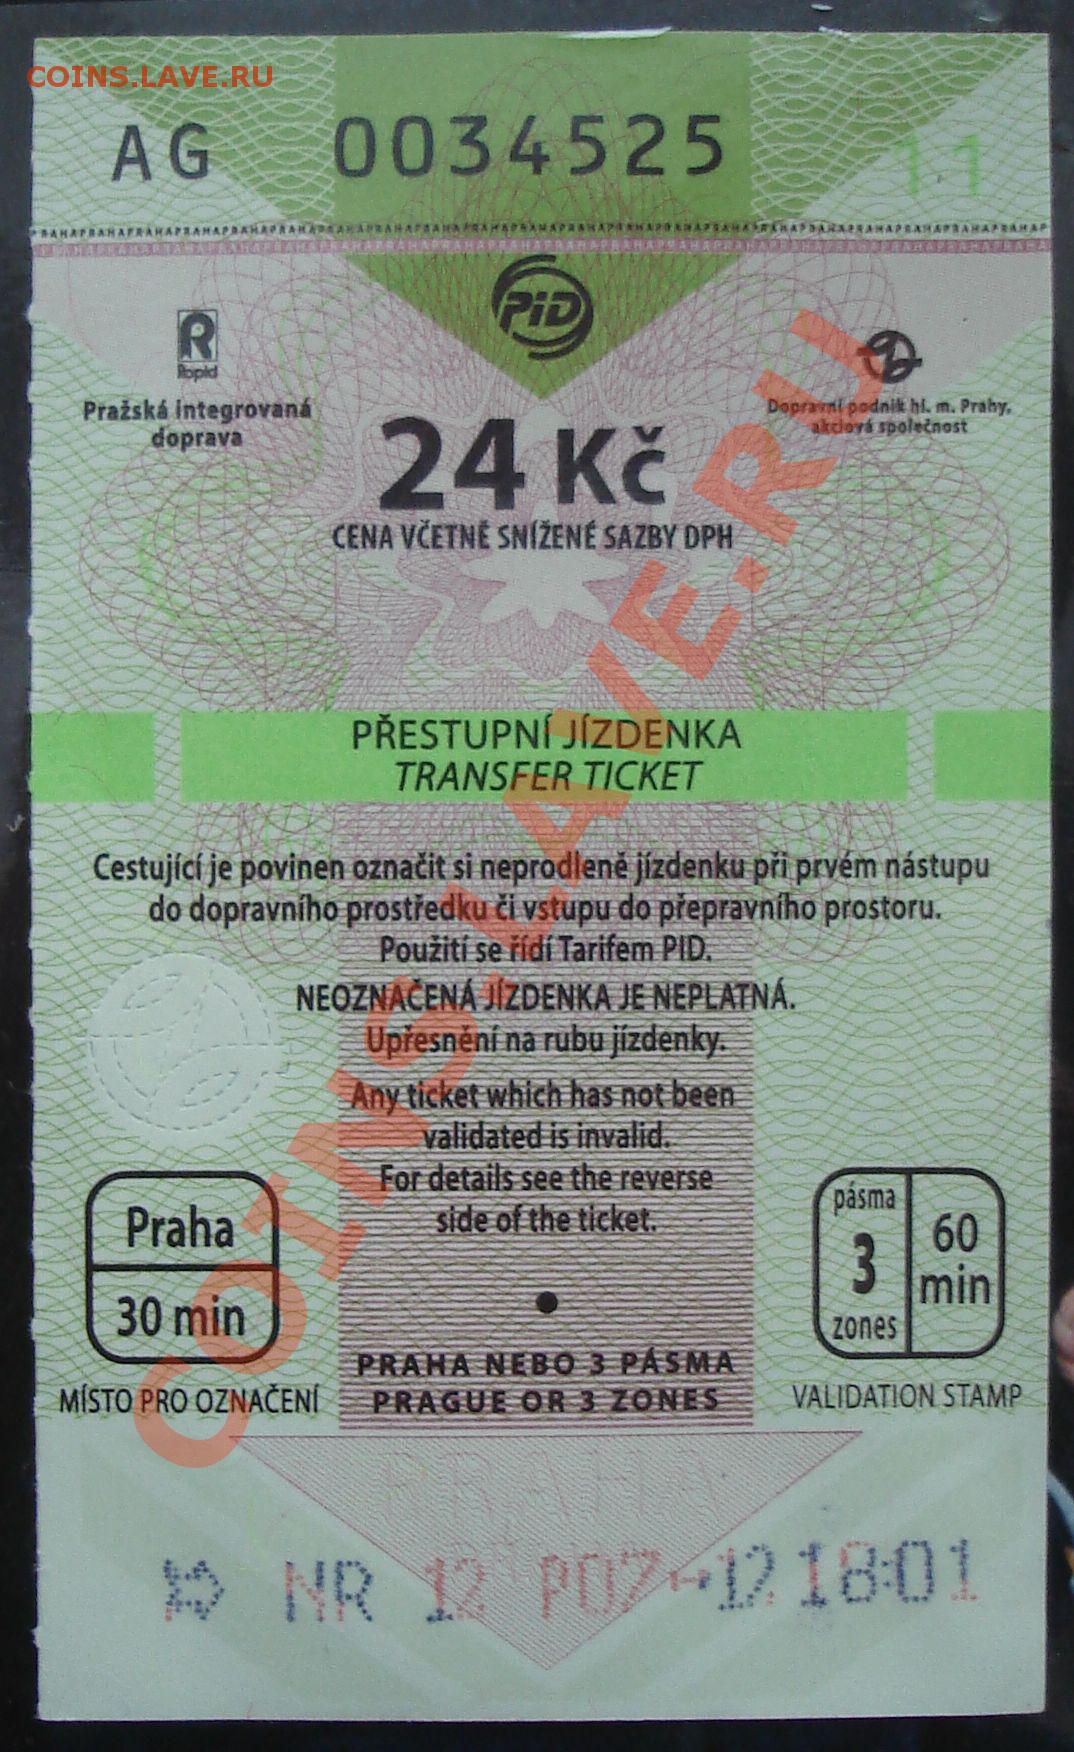 COINS.LAVE.RU
AG 0034525 11
PRAHAPRAHAPRAHAPRAHAPRAHAPRAHAPRAHAPRAHAPRAHAPRAHAPRAHAPRAHA
PiD
R
Ropid
Pražská integrovaná
doprava
Dopravní podnik hl. m. Prahy,
akciová společnost
24 Kč
CENA VČETNĚ SNÍŽENÉ SAZBY DPH
PŘESTUPNÍ JÍZDENKA
TRANSFER TICKET
Cestující je povinen označit si neprodleně jízdenku při prvém nástupu
do dopravního prostředku či vstupu do přepravního prostoru.
Použití se řídí Tarifem PID.
NEOZNAČENÁ JÍZDENKA JE NEPLATNÁ.
Upřesnění na rubu jízdenky.
Any ticket which has not been
validated is invalid.
For details see the reverse
side of the ticket.
Praha
30 min
pásma
3
zones
60
min
PRAHA NEBO 3 PÁSMA
PRAGUE OR 3 ZONES
MÍSTO PRO OZNAČENÍ
VALIDATION STAMP
PRAHA
NR 12 P07 12 18:01
COINS.LAVE.RU